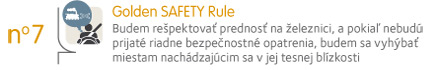 Golden SAFETY Rule
nº7
Budem rešpektovať prednosť na železnici, a pokiaľ nebudú
prijaté riadne bezpečnostné opatrenia, budem sa vyhýbať
miestam nachádzajúcim sa v jej tesnej blízkosti